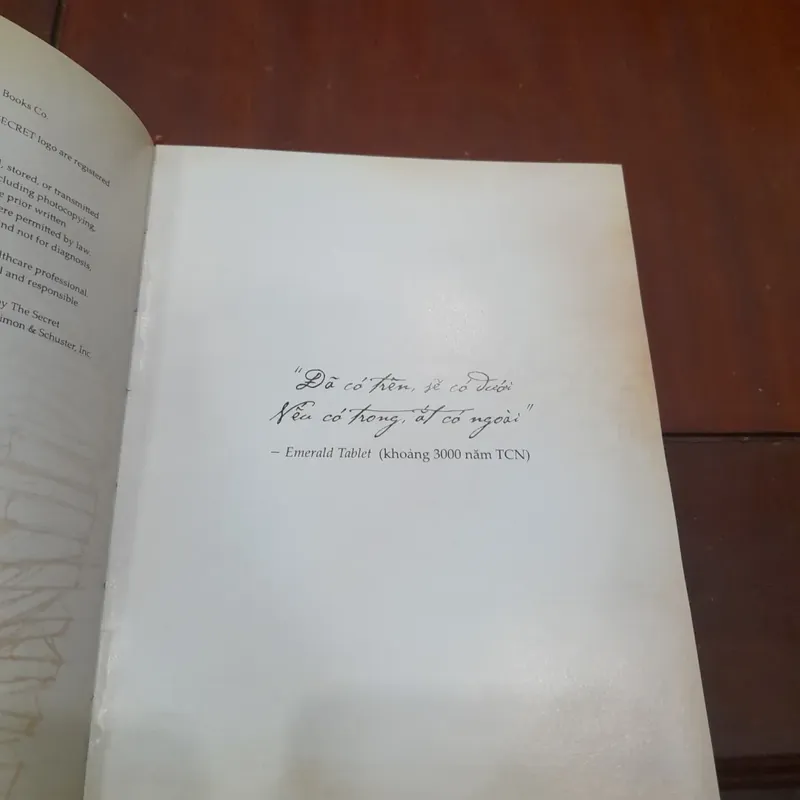 Books Co.
SECRET logo are registered
, stored, or transmitted
cluding photocopying,
e prior written
ere permitted by law.
nd not for diagnosis,
lthcare professional.
l and responsible
by The Secret
imon & Schuster, Inc.
"Đã có trên, sẽ có dưới
Nếu có trong, ắt có ngoài"
– Emerald Tablet (khoảng 3000 năm TCN)